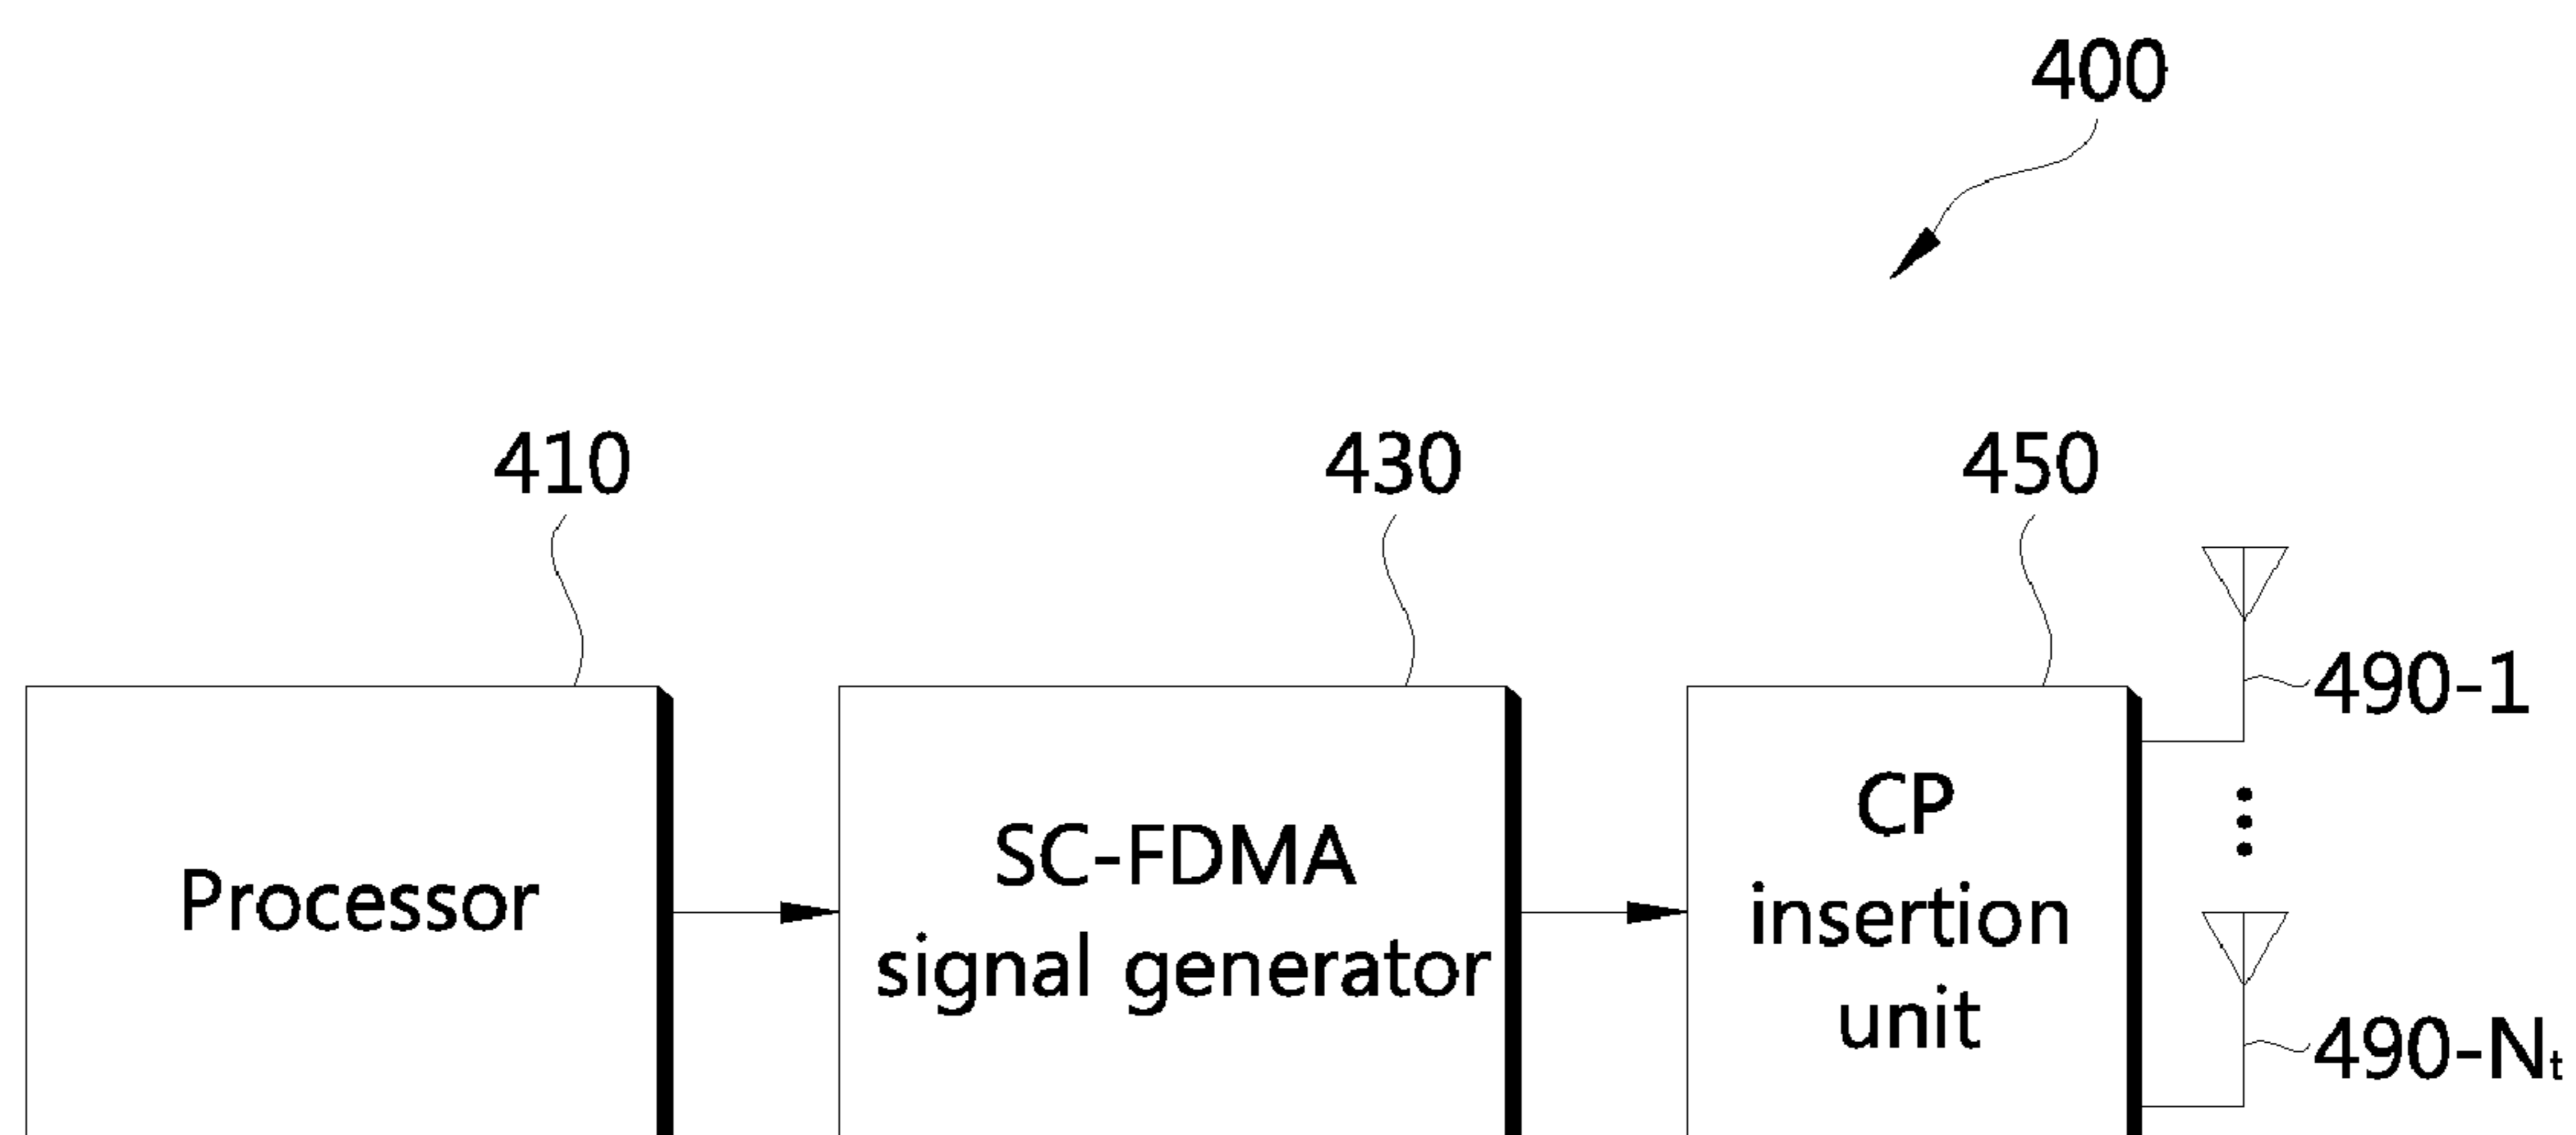 400
410
430
450
490-1
Processor
SC-FDMA
signal generator
CP
insertion
unit
490-Nt